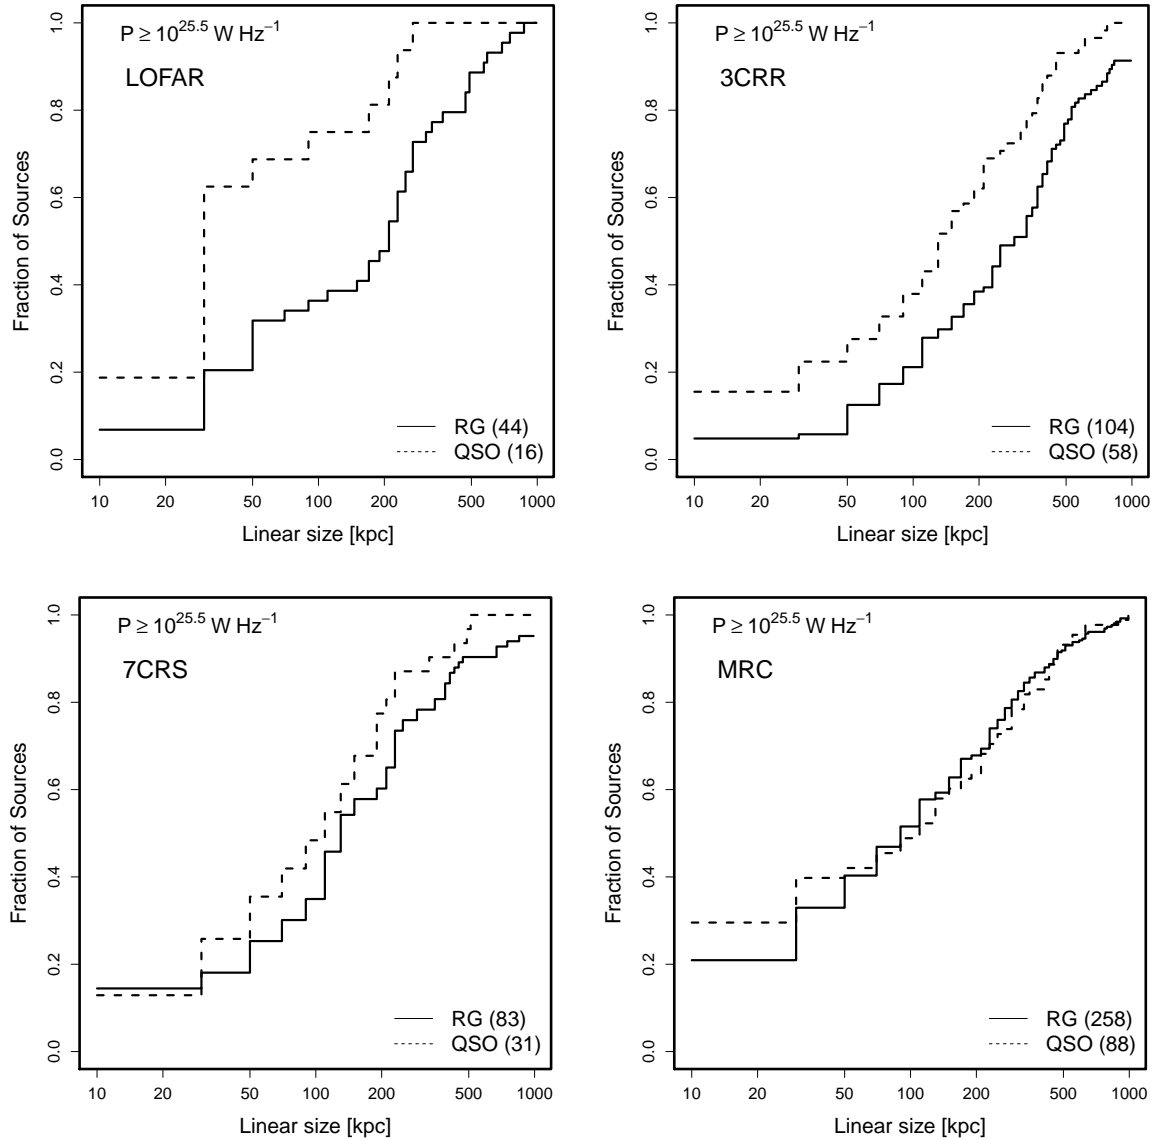 P ≥ 10^25.5 W Hz^−1
LOFAR
Fraction of Sources
0.0 0.2 0.4 0.6 0.8 1.0
RG (44)
QSO (16)
10 20 50 100 200 500 1000
Linear size [kpc]
P ≥ 10^25.5 W Hz^−1
3CRR
Fraction of Sources
0.0 0.2 0.4 0.6 0.8 1.0
RG (104)
QSO (58)
10 20 50 100 200 500 1000
Linear size [kpc]
P ≥ 10^25.5 W Hz^−1
7CRS
Fraction of Sources
0.0 0.2 0.4 0.6 0.8 1.0
RG (83)
QSO (31)
10 20 50 100 200 500 1000
Linear size [kpc]
P ≥ 10^25.5 W Hz^−1
MRC
Fraction of Sources
0.0 0.2 0.4 0.6 0.8 1.0
RG (258)
QSO (88)
10 20 50 100 200 500 1000
Linear size [kpc]